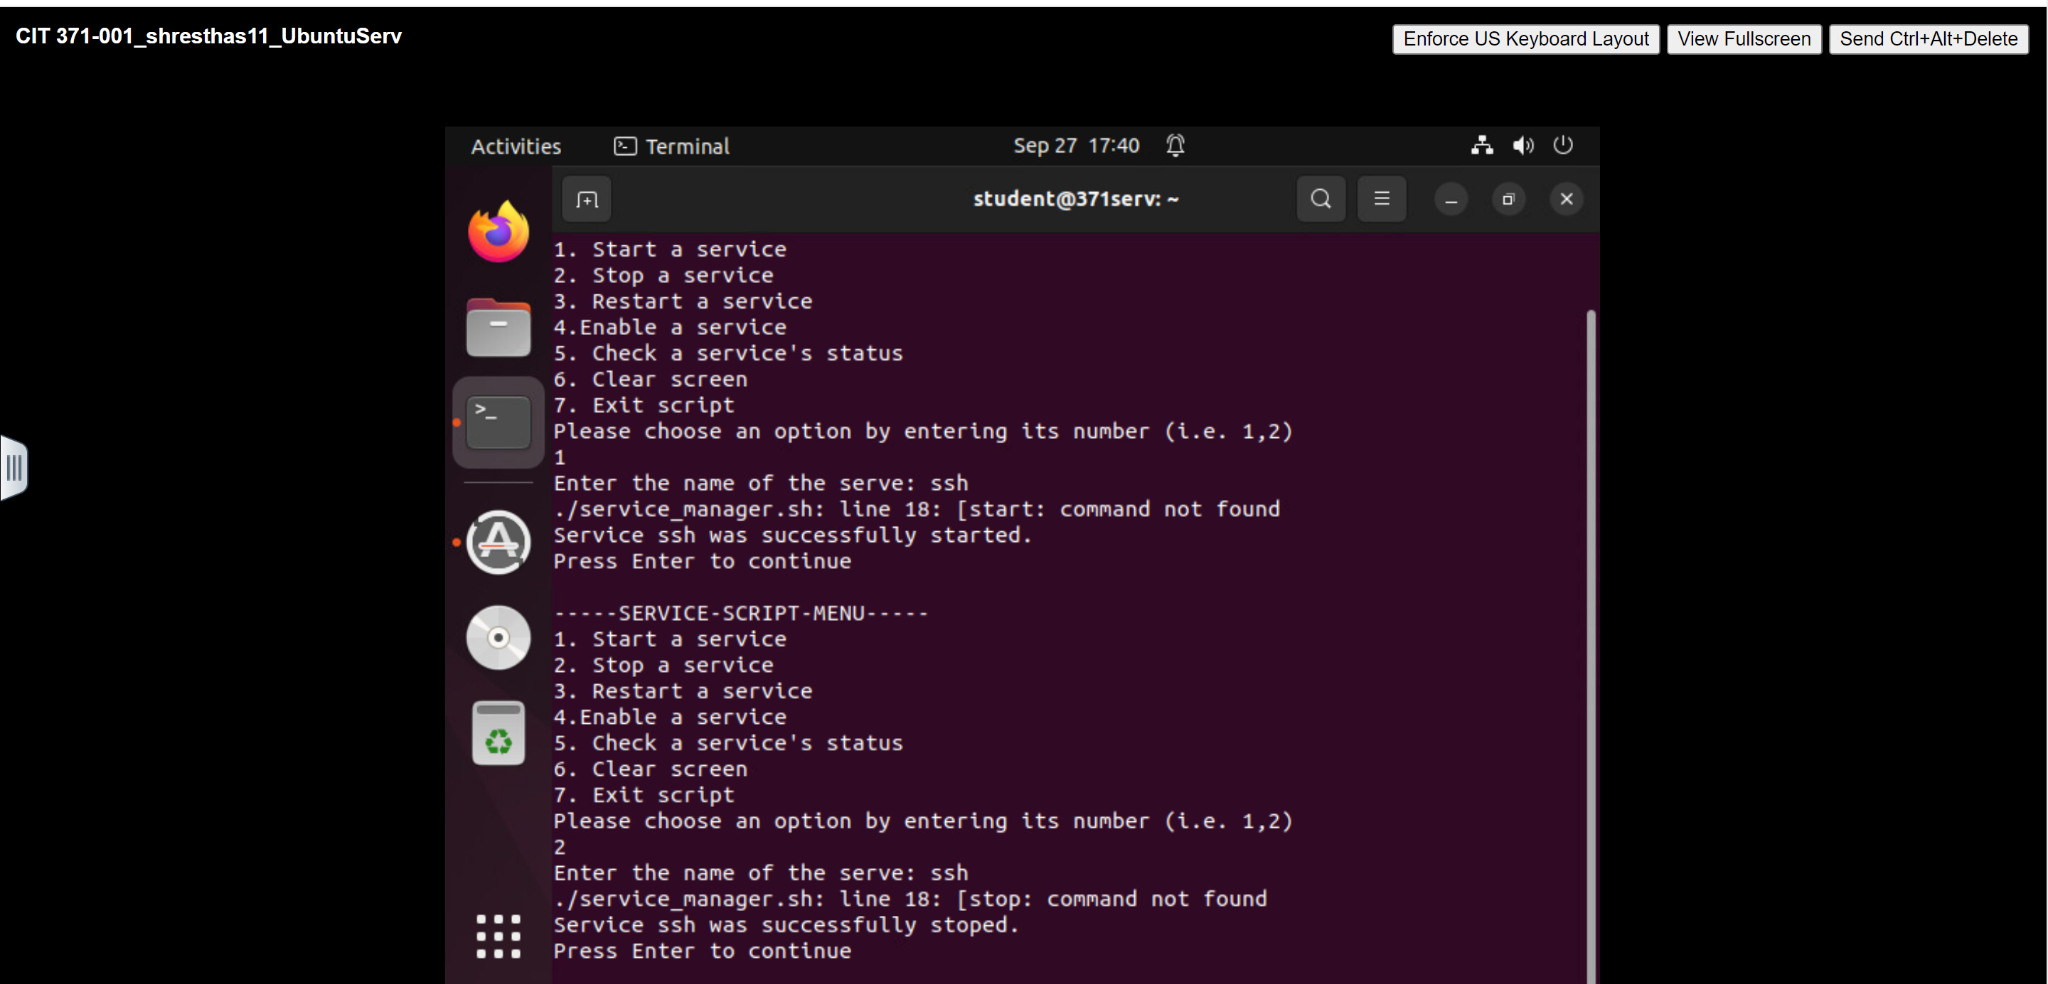 CIT 371-001_shresthas11_UbuntuServ
Enforce US Keyboard Layout
View Fullscreen
Send Ctrl+Alt+Delete
Activities
Terminal
Sep 27 17:40
student@371serv: ~
1. Start a service
2. Stop a service
3. Restart a service
4.Enable a service
5. Check a service's status
6. Clear screen
7. Exit script
Please choose an option by entering its number (i.e. 1,2)
1
Enter the name of the serve: ssh
./service_manager.sh: line 18: [start: command not found
Service ssh was successfully started.
Press Enter to continue
-----SERVICE-SCRIPT-MENU-----
1. Start a service
2. Stop a service
3. Restart a service
4.Enable a service
5. Check a service's status
6. Clear screen
7. Exit script
Please choose an option by entering its number (i.e. 1,2)
2
Enter the name of the serve: ssh
./service_manager.sh: line 18: [stop: command not found
Service ssh was successfully stoped.
Press Enter to continue